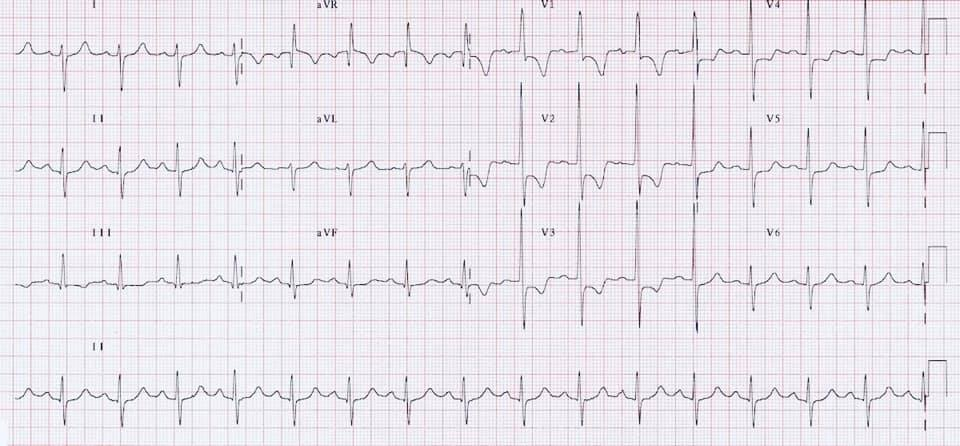 I aVR V1 V4
II aVL V2 V5
III aVF V3 V6
II